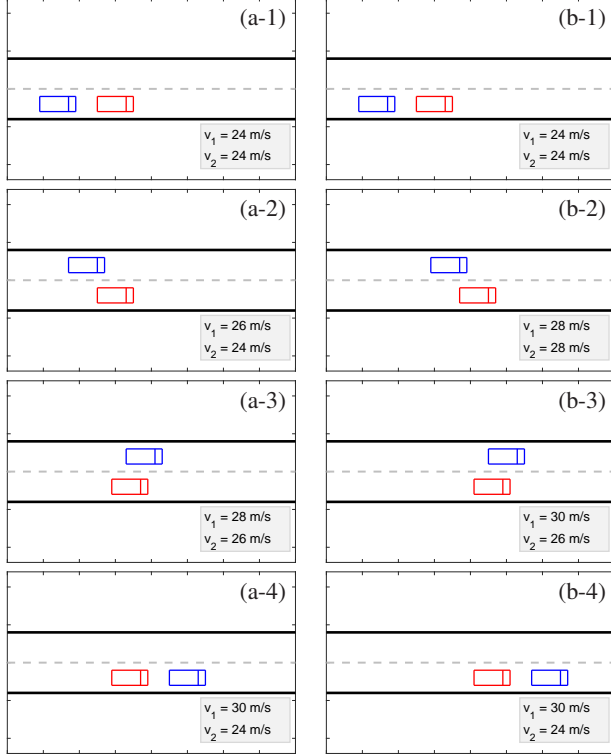 (a-1)
v1 = 24 m/s
v2 = 24 m/s
(b-1)
v1 = 24 m/s
v2 = 24 m/s
(a-2)
v1 = 26 m/s
v2 = 24 m/s
(b-2)
v1 = 28 m/s
v2 = 28 m/s
(a-3)
v1 = 28 m/s
v2 = 26 m/s
(b-3)
v1 = 30 m/s
v2 = 26 m/s
(a-4)
v1 = 30 m/s
v2 = 24 m/s
(b-4)
v1 = 30 m/s
v2 = 24 m/s